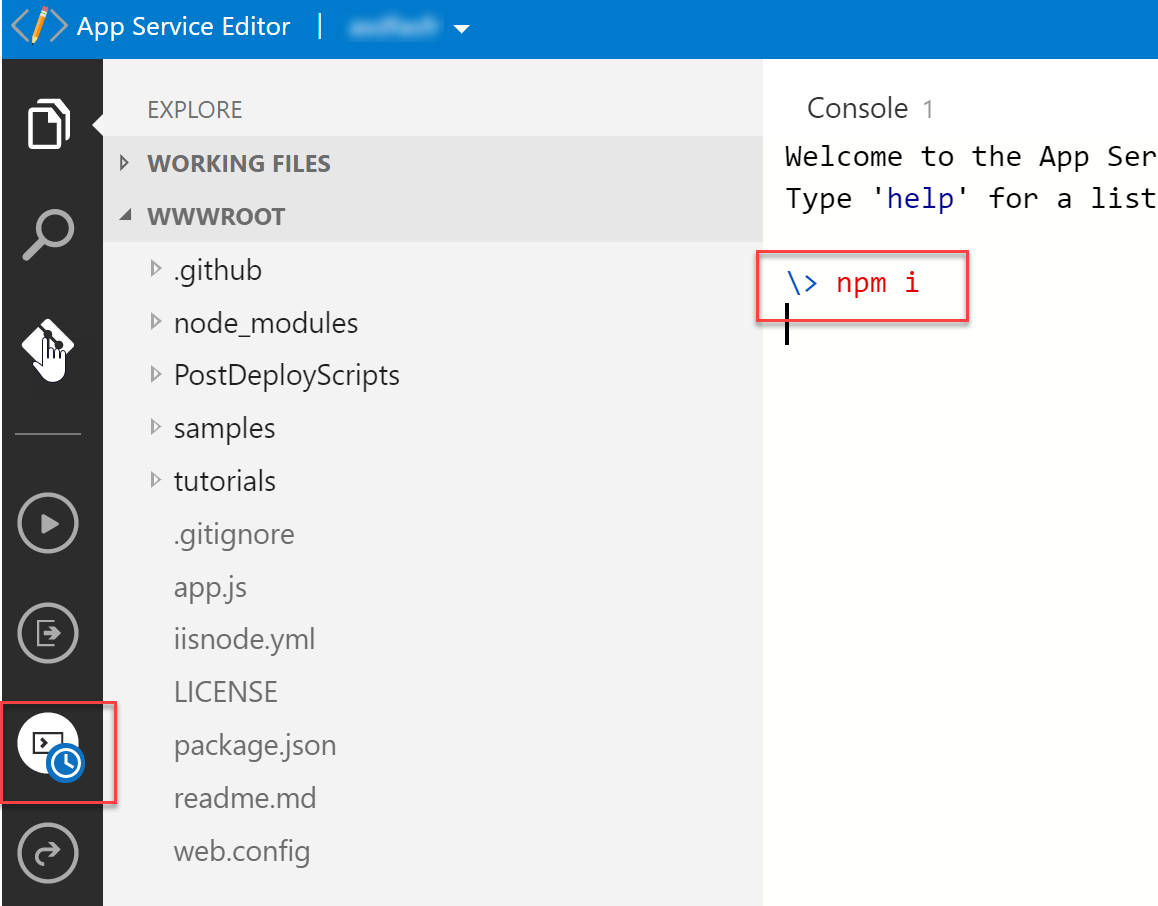 App Service Editor |
EXPLORE
WORKING FILES
WWWROOT
.github
node_modules
PostDeployScripts
samples
tutorials
.gitignore
app.js
iisnode.yml
LICENSE
package.json
readme.md
web.config
Console 1
Welcome to the App Ser
Type 'help' for a list
\> npm i